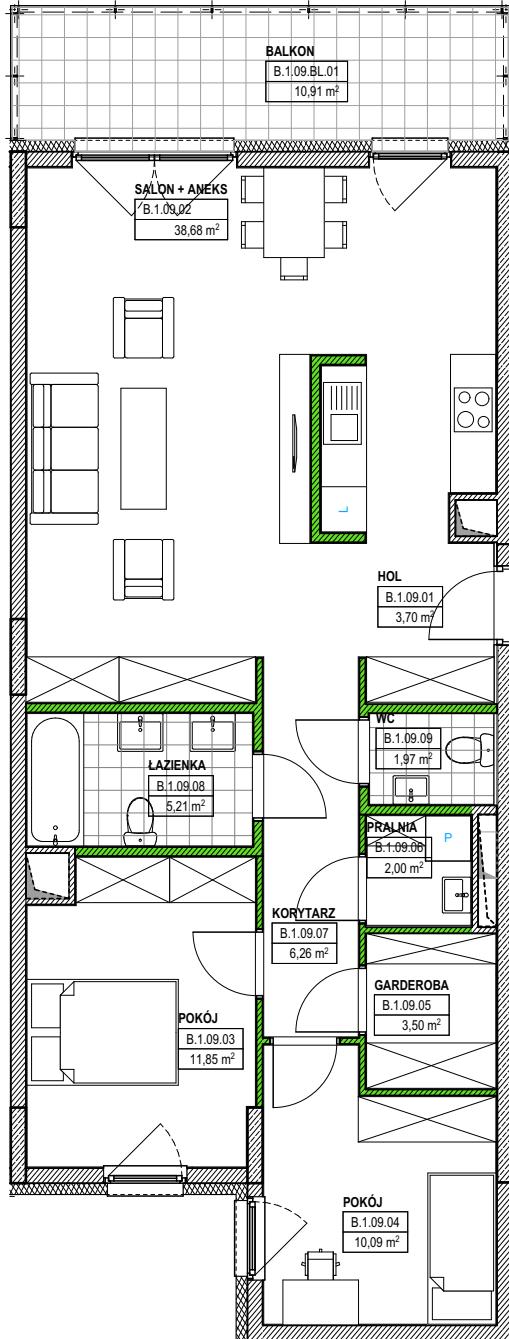 BALKON
B.1.09.BL.01
10,91 m²
SALON + ANEKS
B.1.09.02
38,68 m²
L
HOL
B.1.09.01
3,70 m²
WC
B.1.09.09
1,97 m²
ŁAZIENKA
B.1.09.08
5,21 m²
PRALNIA
P
B.1.09.06
2,00 m²
KORYTARZ
B.1.09.07
6,26 m²
GARDEROBA
B.1.09.05
3,50 m²
POKÓJ
B.1.09.03
11,85 m²
POKÓJ
B.1.09.04
10,09 m²